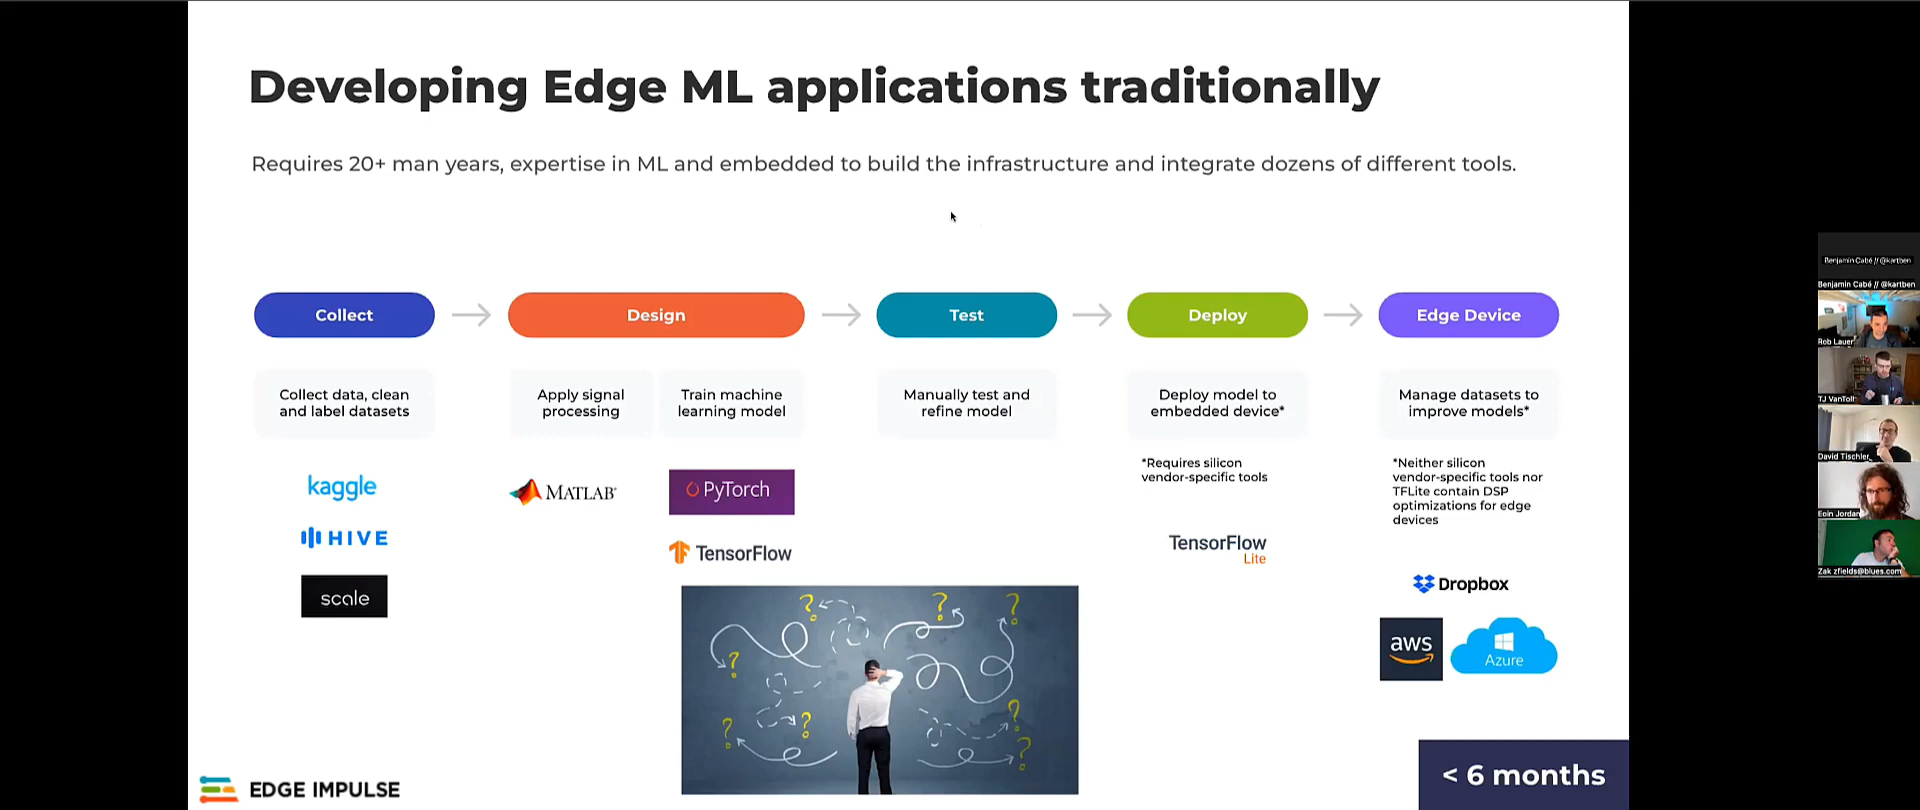 Developing Edge ML applications traditionally
Requires 20+ man years, expertise in ML and embedded to build the infrastructure and integrate dozens of different tools.
Collect
Design
Test
Deploy
Edge Device
Collect data, clean
and label datasets
Apply signal
processing
Train machine
learning model
Manually test and
refine model
Deploy model to
embedded device*
Manage datasets to
improve models*
kaggle
HIVE
scale
MATLAB
PyTorch
TensorFlow
*Requires silicon
vendor-specific tools
TensorFlow
Lite
*Neither silicon
vendor-specific tools nor
TFLite contain DSP
optimizations for edge
devices
Dropbox
aws
Azure
? ? ?
?
? ? ?
?
EDGE IMPULSE
< 6 months
Benjamin Cabé // @kartben
Benjamin Cabé // @kartben
Rob Lauer
TJ VanToll
David Tischler
Eoin Jordan
Zak zfields@blues.com